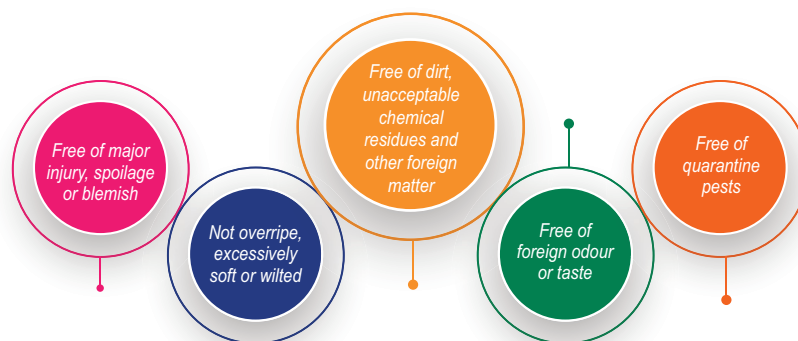 Free of major
injury, spoilage
or blemish
Not overripe,
excessively
soft or wilted
Free of dirt,
unacceptable
chemical
residues and
other foreign
matter
Free of
foreign odour
or taste
Free of
quarantine
pests